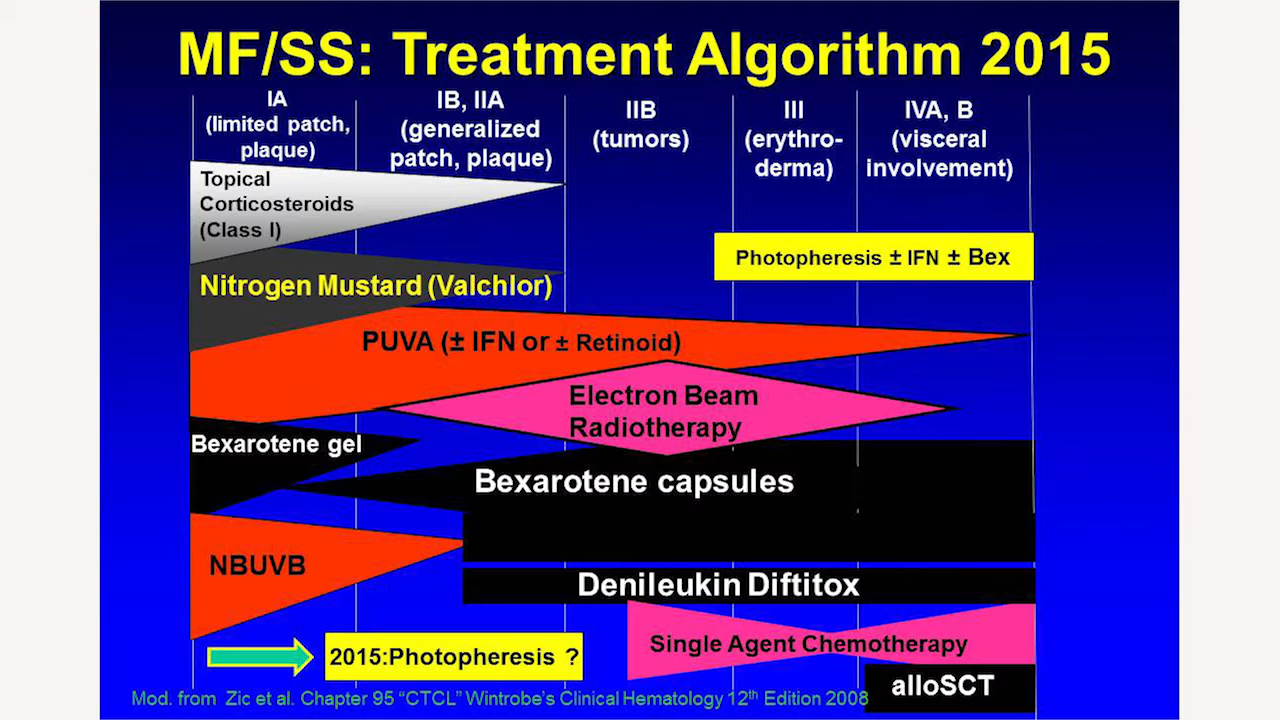 MF/SS: Treatment Algorithm 2015
IA
(limited patch,
plaque)
IB, IIA
(generalized
patch, plaque)
IIB
(tumors)
III
(erythro-
derma)
IVA, B
(visceral
involvement)
Topical
Corticosteroids
(Class I)
Photopheresis ± IFN ± Bex
Nitrogen Mustard (Valchlor)
PUVA (± IFN or ± Retinoid)
Electron Beam
Radiotherapy
Bexarotene gel
Bexarotene capsules
NBUVB
Denileukin Diftitox
Single Agent Chemotherapy
2015:Photopheresis ?
alloSCT
Mod. from Zic et al. Chapter 95 “CTCL” Wintrobe’s Clinical Hematology 12th Edition 2008